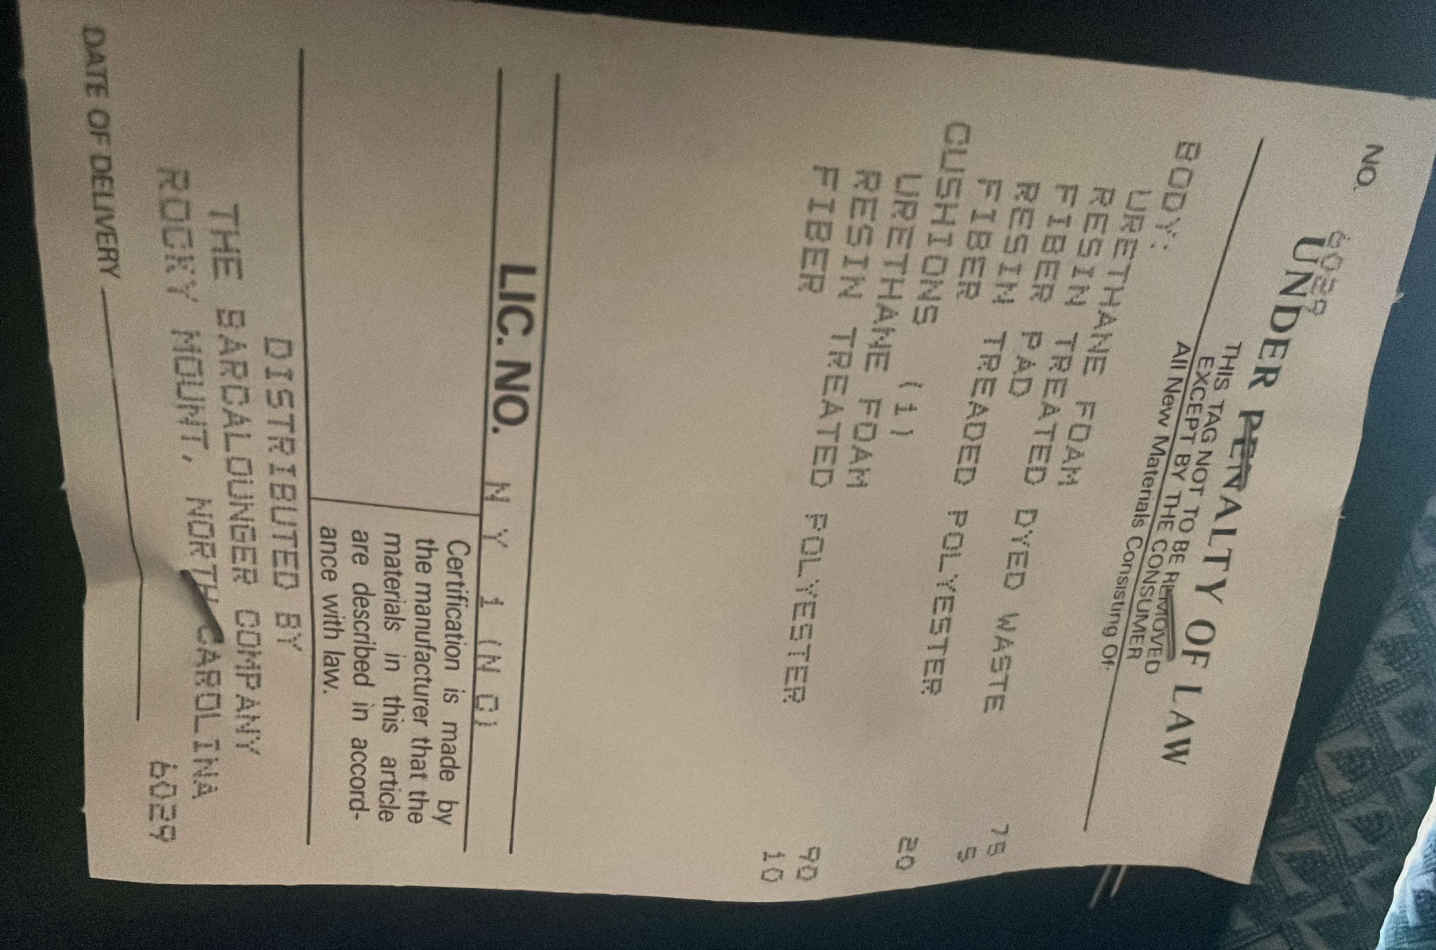 NO. 6029
UNDER PENALTY OF LAW
THIS TAG NOT TO BE REMOVED
EXCEPT BY THE CONSUMER
All New Materials Consisting Of
BODY:
URETHANE FOAM 75
RESIN TREATED DYED WASTE 5
FIBER PAD
RESIN TREADED POLYESTER 20
FIBER
CUSHIONS (1)
URETHANE FOAM 90
RESIN TREATED POLYESTER 10
FIBER
LIC. NO. N Y 1 (N C)
Certification is made by
the manufacturer that the
materials in this article
are described in accord-
ance with law.
DISTRIBUTED BY
THE BARCALOUNGER COMPANY
ROCKY MOUNT, NORTH CAROLINA
6029
DATE OF DELIVERY